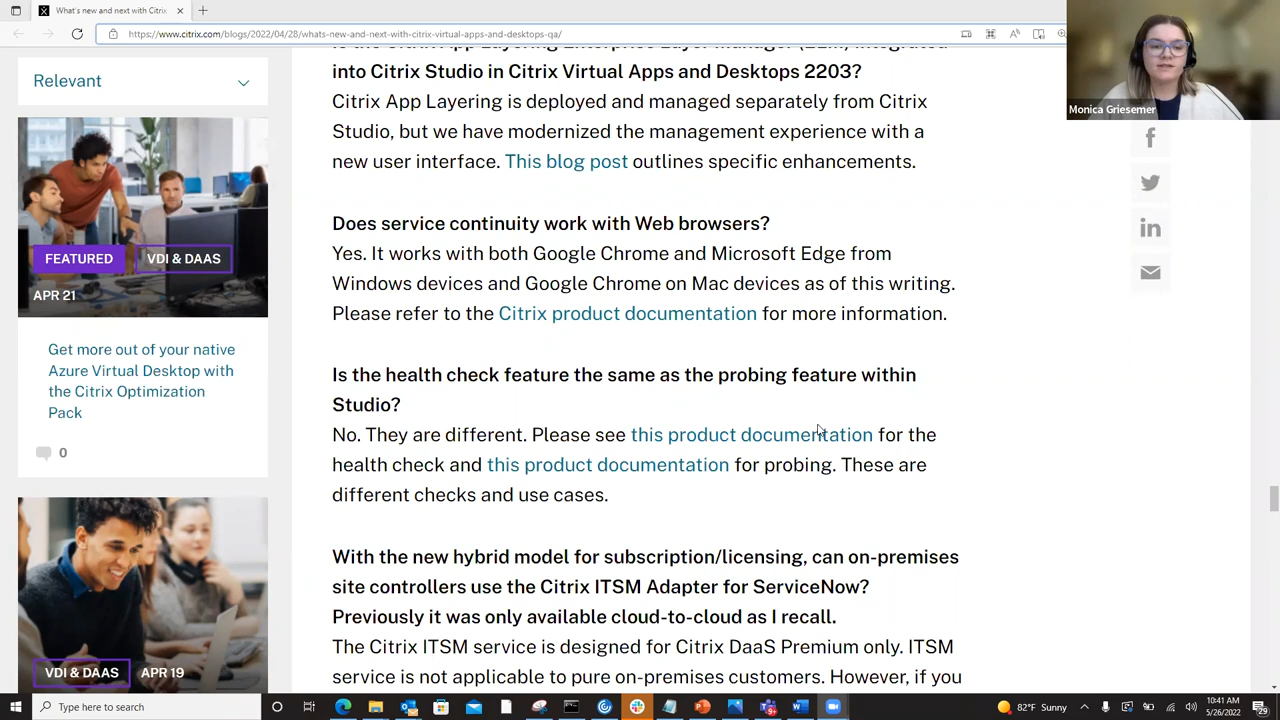 What's new and next with Citri
https://www.citrix.com/blogs/2022/04/28/whats-new-and-next-with-citrix-virtual-apps-and-desktops-qa/
Monica Griesemer
Relevant
FEATURED
VDI & DAAS
APR 21
Get more out of your native
Azure Virtual Desktop with
the Citrix Optimization
Pack
0
VDI & DAAS
APR 19
Is the Citrix App Layering Enterprise Layer Manager (ELM) integrated
into Citrix Studio in Citrix Virtual Apps and Desktops 2203?
Citrix App Layering is deployed and managed separately from Citrix
Studio, but we have modernized the management experience with a
new user interface. This blog post outlines specific enhancements.
Does service continuity work with Web browsers?
Yes. It works with both Google Chrome and Microsoft Edge from
Windows devices and Google Chrome on Mac devices as of this writing.
Please refer to the Citrix product documentation for more information.
Is the health check feature the same as the probing feature within
Studio?
No. They are different. Please see this product documentation for the
health check and this product documentation for probing. These are
different checks and use cases.
With the new hybrid model for subscription/licensing, can on-premises
site controllers use the Citrix ITSM Adapter for ServiceNow?
Previously it was only available cloud-to-cloud as I recall.
The Citrix ITSM service is designed for Citrix DaaS Premium only. ITSM
service is not applicable to pure on-premises customers. However, if you
Type here to search
82°F Sunny
10:41 AM
5/26/2022
29